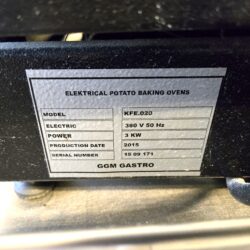 ELEKTRICAL POTATO BAKING OVENS
MODEL KFE.020
ELECTRIC 380 V 50 Hz
POWER 3 KW
PRODUCTION DATE 2015
SERIAL NUMBER 15 09 171
GGM GASTRO